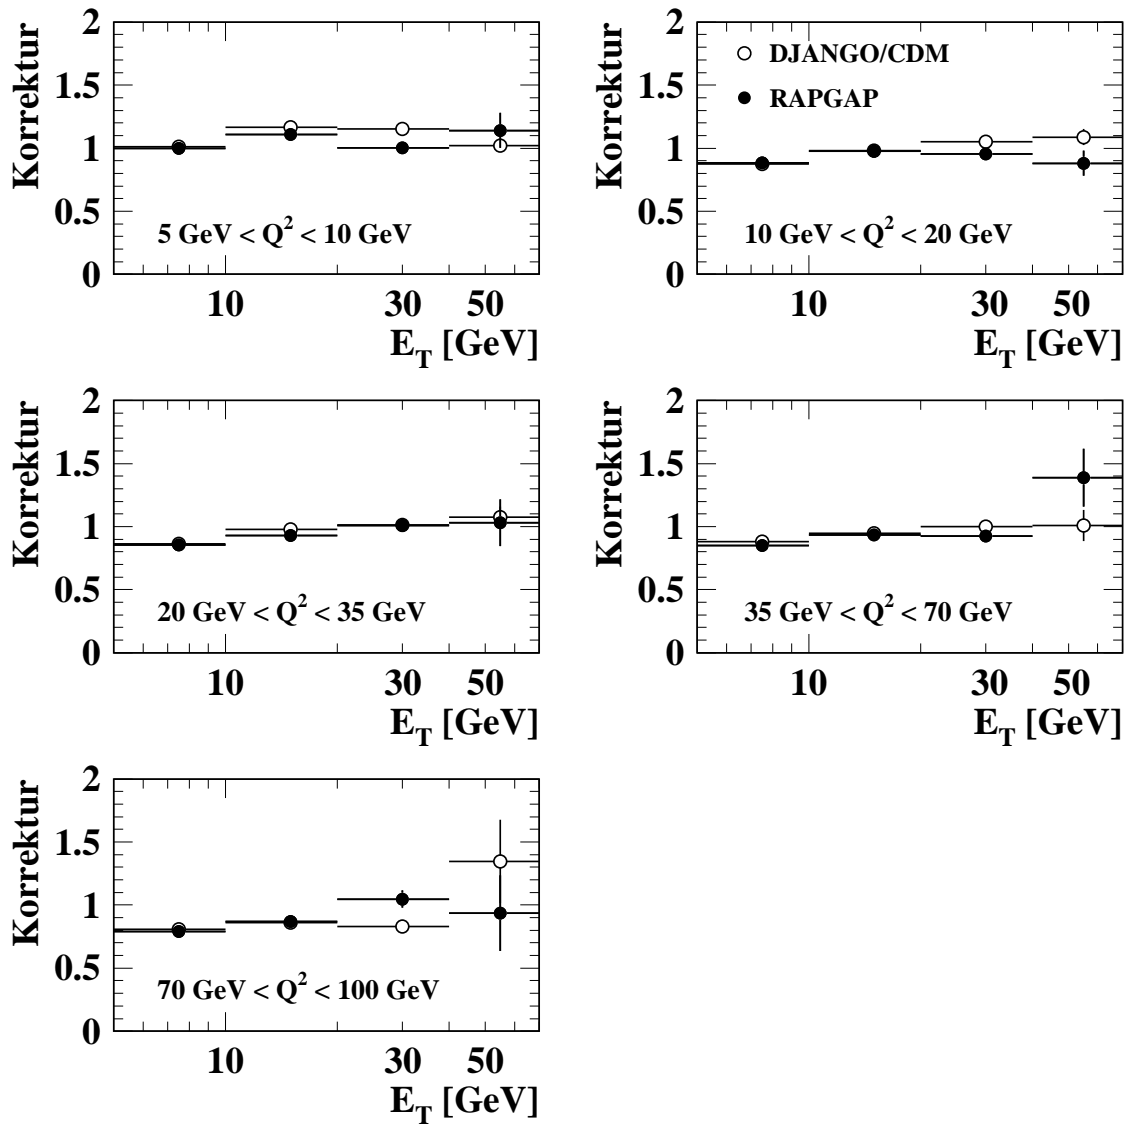 Korrektur
2
1.5
1
0.5
0
5 GeV < Q² < 10 GeV
10 30 50
E_T [GeV]
Korrektur
2
1.5
1
0.5
0
DJANGO/CDM
RAPGAP
10 GeV < Q² < 20 GeV
10 30 50
E_T [GeV]
Korrektur
2
1.5
1
0.5
0
20 GeV < Q² < 35 GeV
10 30 50
E_T [GeV]
Korrektur
2
1.5
1
0.5
0
35 GeV < Q² < 70 GeV
10 30 50
E_T [GeV]
Korrektur
2
1.5
1
0.5
0
70 GeV < Q² < 100 GeV
10 30 50
E_T [GeV]